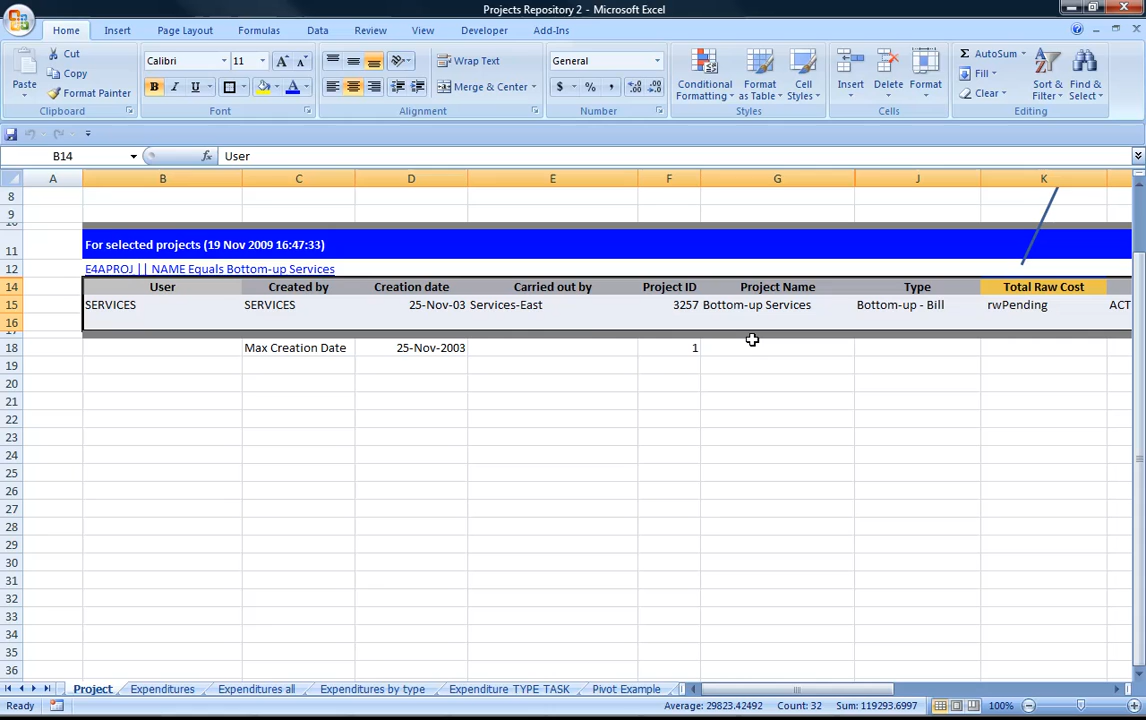 Projects Repository 2 - Microsoft Excel
Home Insert Page Layout Formulas Data Review View Developer Add-Ins
Cut
Copy
Format Painter
Paste
Clipboard
Calibri 11
B I U
Font
Wrap Text
Merge & Center
Alignment
General
$ % ,
Number
Conditional Formatting
Format as Table
Cell Styles
Styles
Insert Delete Format
Cells
AutoSum
Fill
Clear
Sort & Filter
Find & Select
Editing
B14 fx User
A B C D E F G J K
8
9
11 For selected projects (19 Nov 2009 16:47:33)
12 E4APROJ || NAME Equals Bottom-up Services
14 User Created by Creation date Carried out by Project ID Project Name Type Total Raw Cost
15 SERVICES SERVICES 25-Nov-03 Services-East 3257 Bottom-up Services Bottom-up - Bill rwPending ACT
16
18 Max Creation Date 25-Nov-2003 1
19
20
21
22
23
24
25
26
27
28
29
30
31
32
33
34
35
36
Project Expenditures Expenditures all Expenditures by type Expenditure TYPE TASK Pivot Example
Ready Average: 29823.42492 Count: 32 Sum: 119293.6997 100%